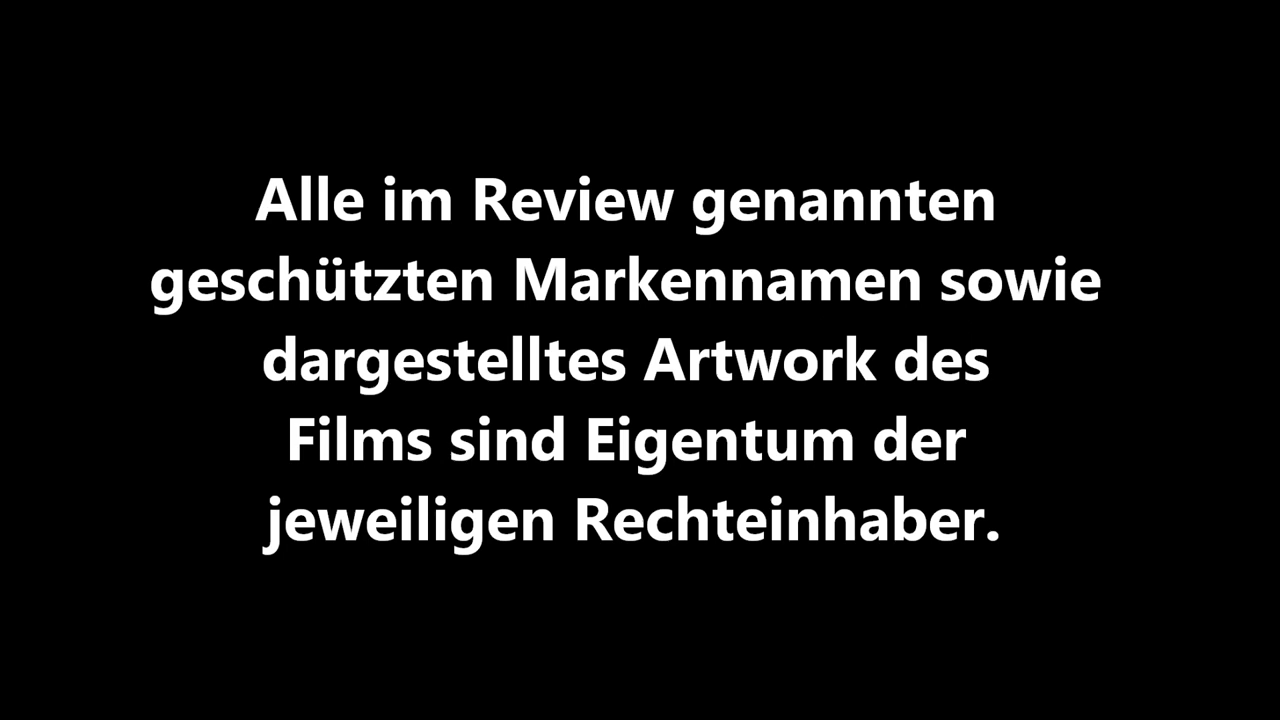 Alle im Review genannten
geschützten Markennamen sowie
dargestelltes Artwork des
Films sind Eigentum der
jeweiligen Rechteinhaber.